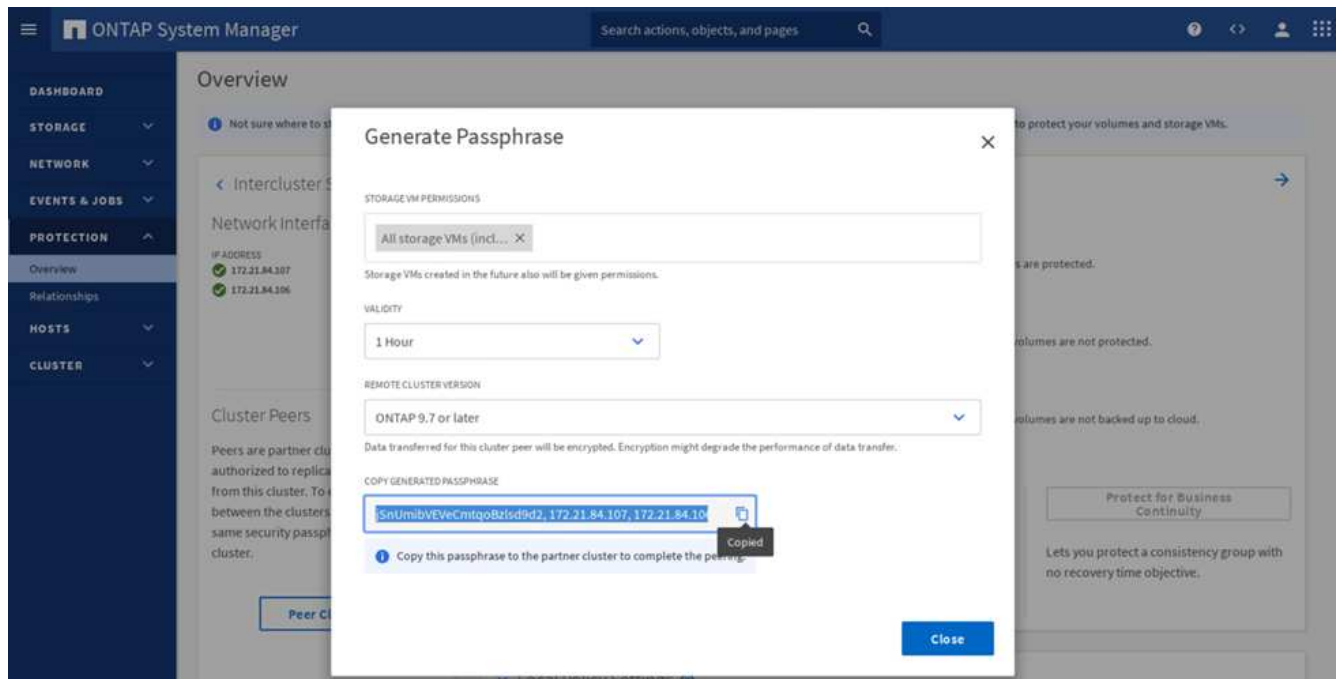 ONTAP System Manager
Search actions, objects, and pages
DASHBOARD
STORAGE
NETWORK
EVENTS & JOBS
PROTECTION
Overview
Relationships
HOSTS
CLUSTER
Overview
Not sure where to st
to protect your volumes and storage VMs.
Intercluster S
Network Interfa
IP ADDRESS
172.21.84.107
172.21.84.106
Cluster Peers
Peers are partner clu
authorized to replica
from this cluster. To
between the clusters
same security passph
cluster.
Peer Cl
Generate Passphrase
STORAGE VM PERMISSIONS
All storage VMs (incl...
Storage VMs created in the future also will be given permissions.
VALIDITY
1 Hour
REMOTE CLUSTER VERSION
ONTAP 9.7 or later
Data transferred for this cluster peer will be encrypted. Encryption might degrade the performance of data transfer.
COPY GENERATED PASSPHRASE
SnUmibVEVeCmtqoBzlsd9d2, 172.21.84.107, 172.21.84.10
Copied
Copy this passphrase to the partner cluster to complete the peering.
Close
s are protected.
volumes are not protected.
volumes are not backed up to cloud.
Protect for Business
Continuity
Lets you protect a consistency group with
no recovery time objective.